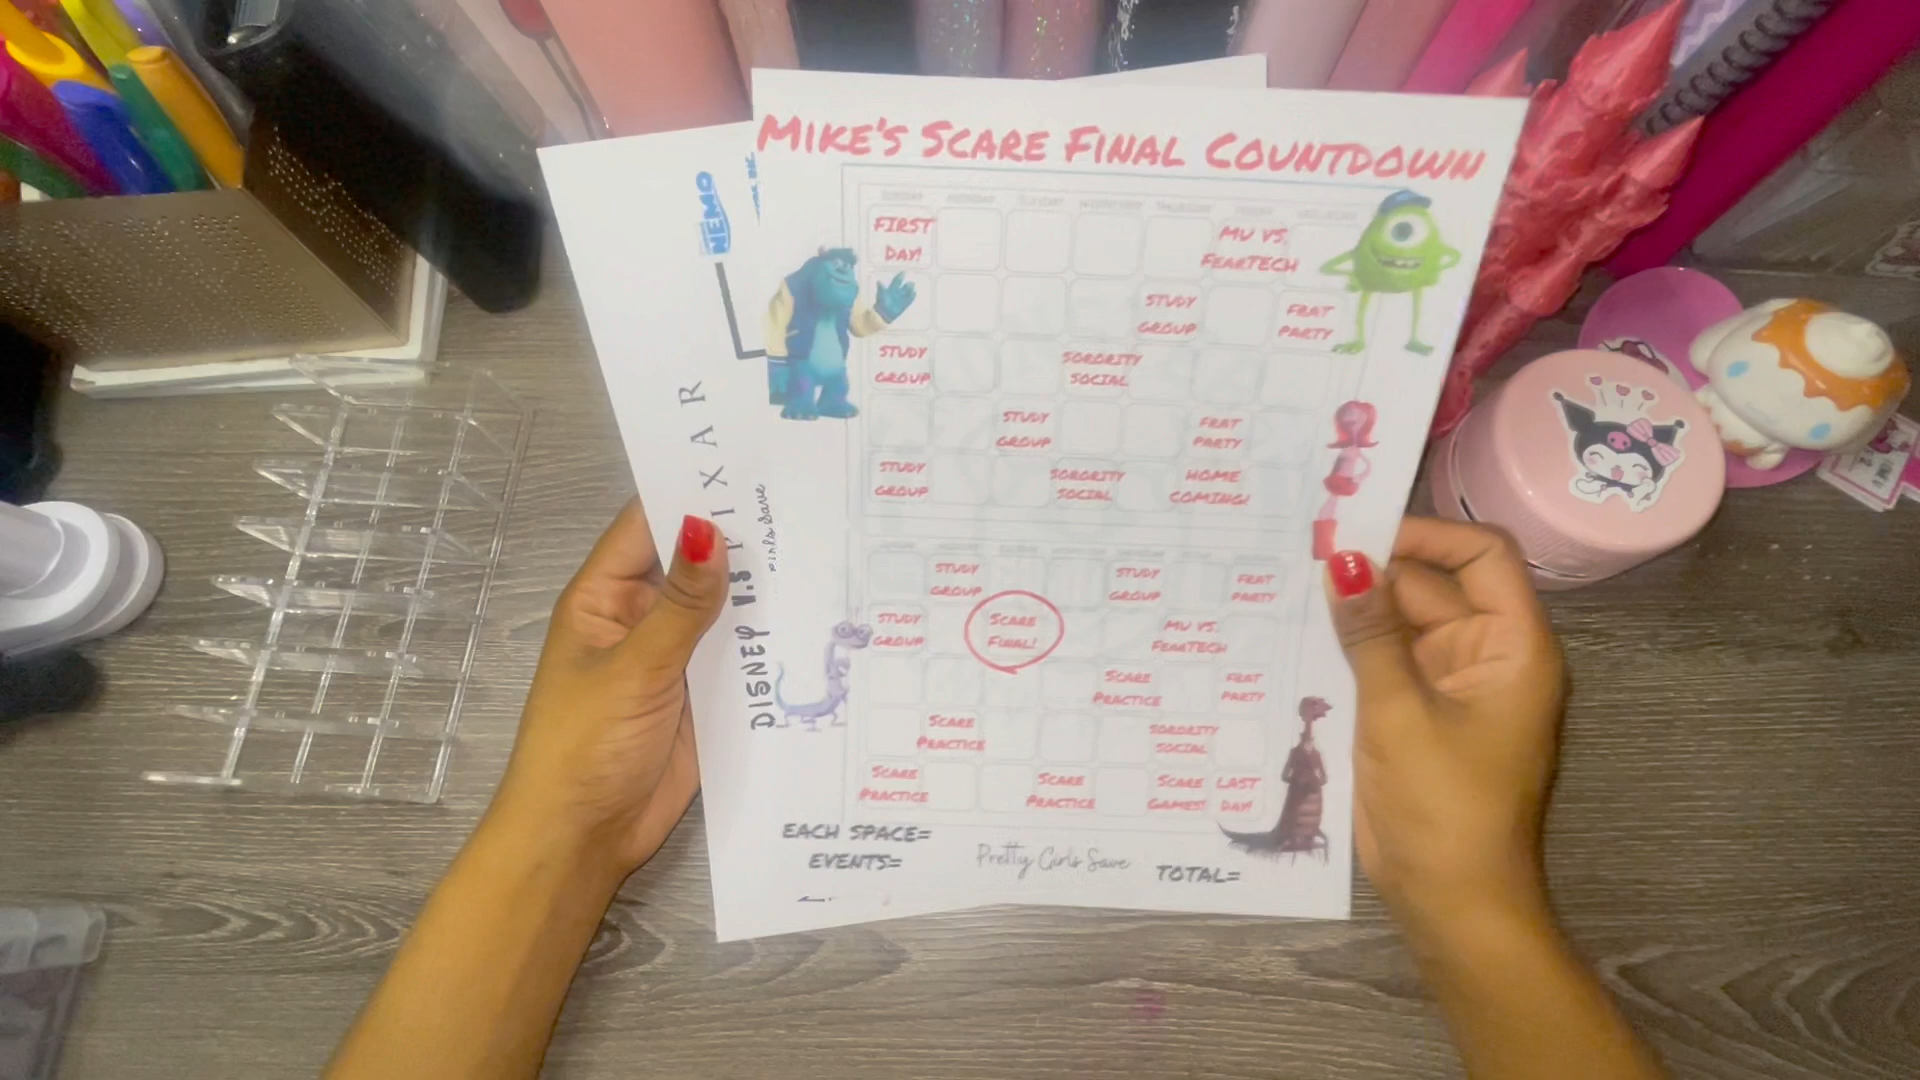 MIKE'S SCARE FINAL COUNTDOWN
FIRST
DAY!
MU VS.
FEARTECH
STUDY
GROUP
FRAT
PARTY
STUDY
GROUP
SORORITY
SOCIAL
STUDY
GROUP
FRAT
PARTY
STUDY
GROUP
SORORITY
SOCIAL
HOME
COMING!
STUDY
GROUP
STUDY
GROUP
FRAT
PARTY
STUDY
GROUP
SCARE
FINAL!
MU VS.
FEARTECH
SCARE
PRACTICE
FRAT
PARTY
SCARE
PRACTICE
SORORITY
SOCIAL
SCARE
PRACTICE
SCARE
PRACTICE
SCARE
GAMES!
LAST
DAY!
EACH SPACE=
EVENTS=
Pretty Girls Save
TOTAL=
NEMO
DISNEY V.S PIXAR
Girls Save